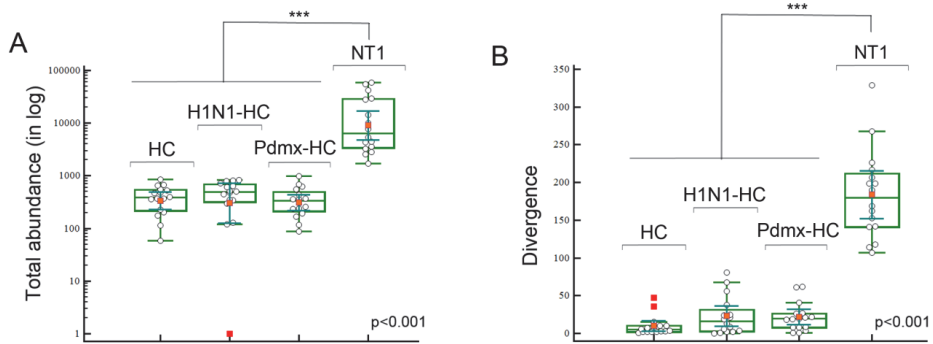 ***
A
NT1
100000
10000
1000
100
10
1
Total abundance (in log)
H1N1-HC
HC
Pdmx-HC
p<0.001
***
B
NT1
350
300
250
200
150
100
50
0
Divergence
H1N1-HC
HC
Pdmx-HC
p<0.001